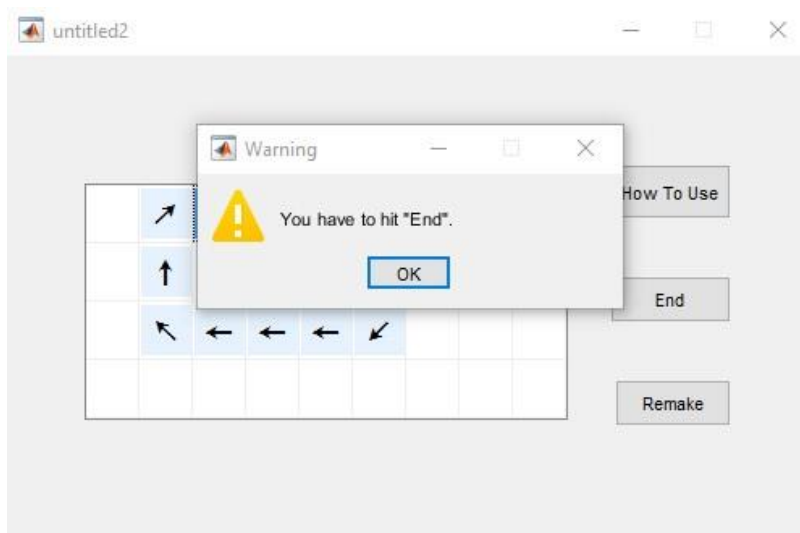 untitled2
Warning
How To Use
You have to hit "End".
OK
End
Remake